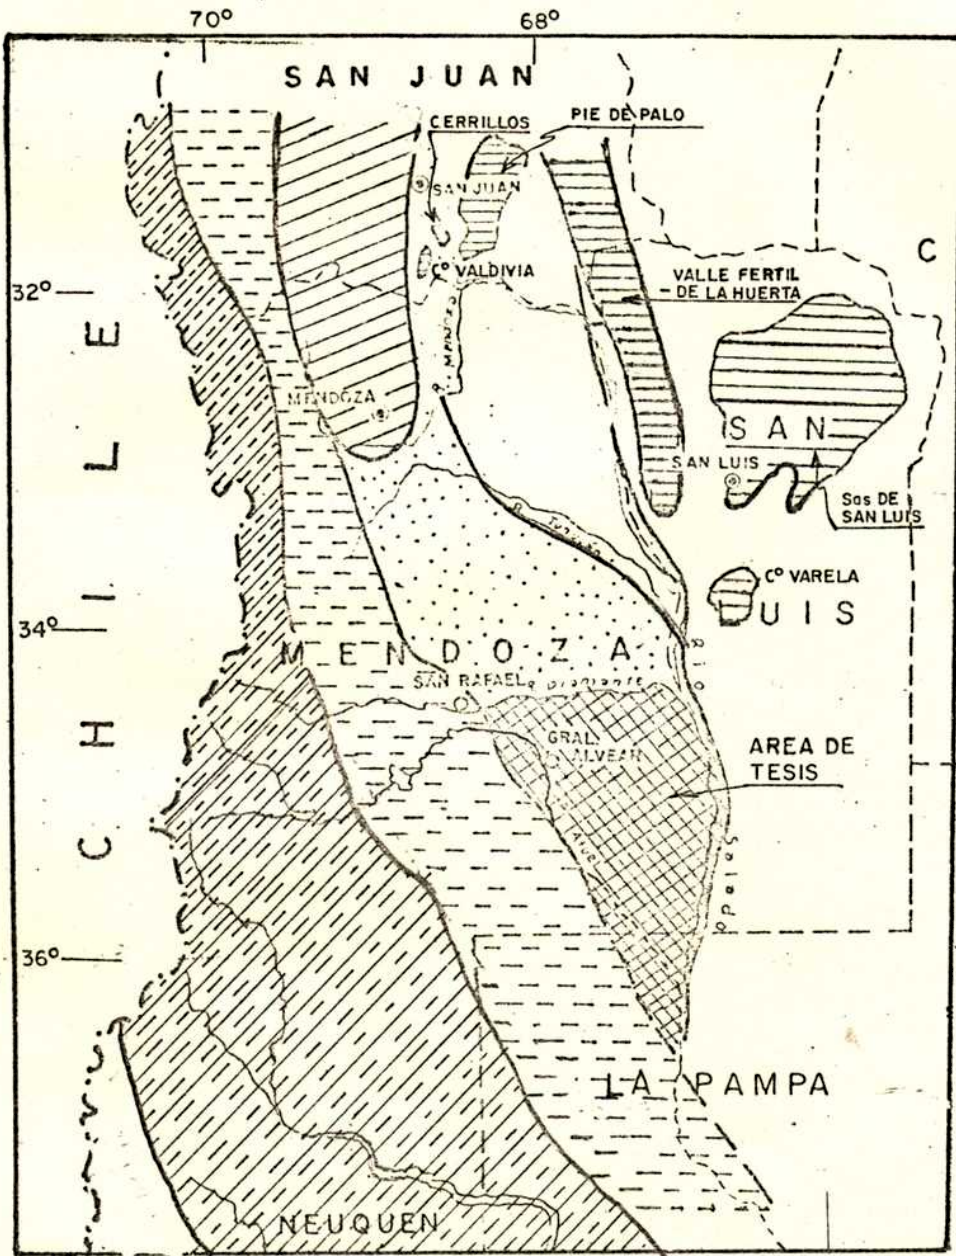 70°
68°
SAN JUAN
CERRILLOS
PIE DE PALO
SAN JUAN
C
C° VALDIVIA
VALLE FERTIL
- DE LA HUERTA
32°
CHILE
MENDOZA
SAN
SAN LUIS
Sas DE
SAN LUIS
C° VARELA
LUIS
34°
MENDOZA
SAN RAFAEL
R. Diamante
GRAL.
ALVEAR
AREA DE
TESIS
Atuel
36°
LA PAMPA
NEUQUEN